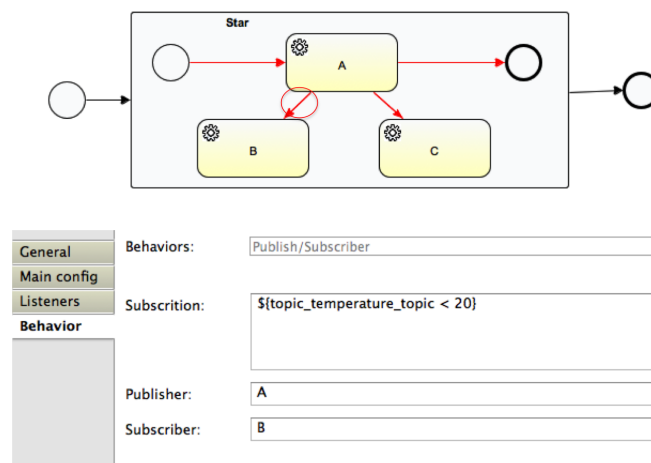 Star
A
B
C
General
Main config
Listeners
Behavior
Behaviors:
Publish/Subscriber
Subscrition:
${topic_temperature_topic < 20}
Publisher:
A
Subscriber:
B